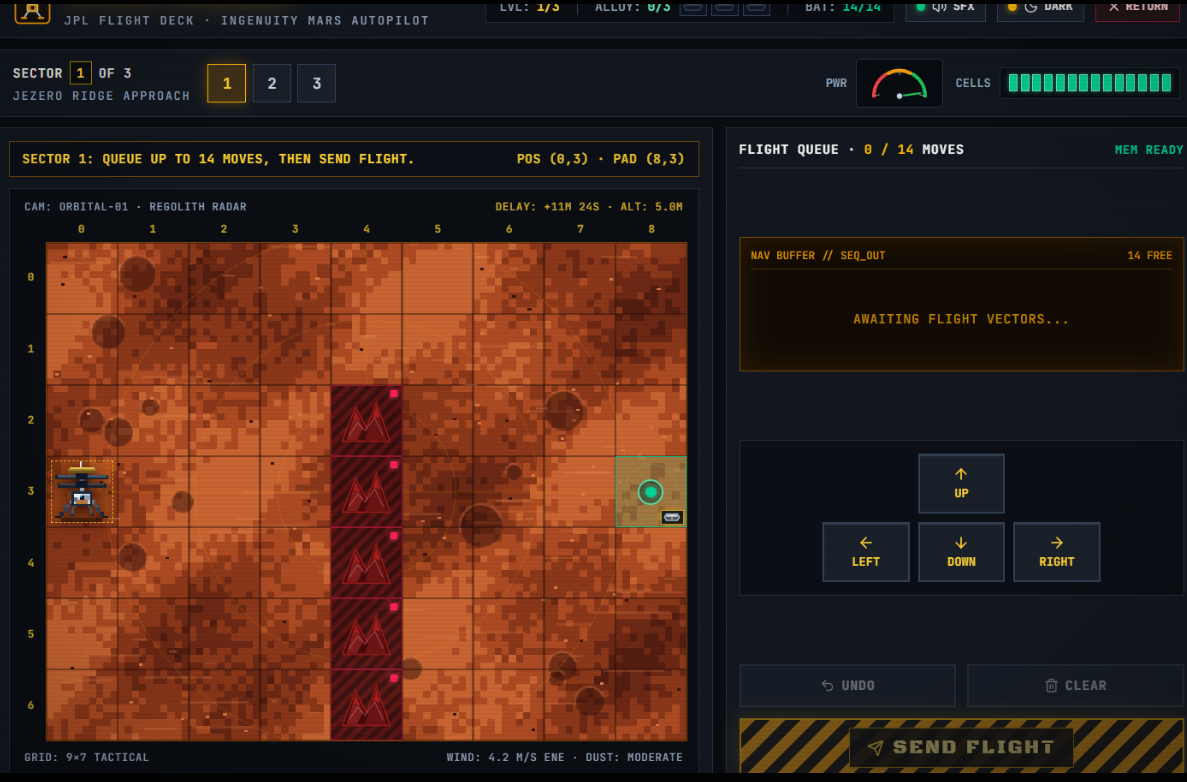 JPL FLIGHT DECK · INGENUITY MARS AUTOPILOT
LVL: 1/3
ALLOY: 0/3
BAT: 14/14
SFX
DARK
RETURN
SECTOR 1 OF 3
JEZERO RIDGE APPROACH
1 2 3
PWR
CELLS
SECTOR 1: QUEUE UP TO 14 MOVES, THEN SEND FLIGHT.
POS (0,3) · PAD (8,3)
CAM: ORBITAL-01 · REGOLITH RADAR
DELAY: +11M 24S · ALT: 5.0M
0 1 2 3 4 5 6 7 8
0
1
2
3
4
5
6
GRID: 9×7 TACTICAL
WIND: 4.2 M/S ENE · DUST: MODERATE
FLIGHT QUEUE · 0 / 14 MOVES
MEM READY
NAV BUFFER // SEQ_OUT
14 FREE
AWAITING FLIGHT VECTORS...
↑
UP
← ↓ →
LEFT DOWN RIGHT
UNDO
CLEAR
SEND FLIGHT